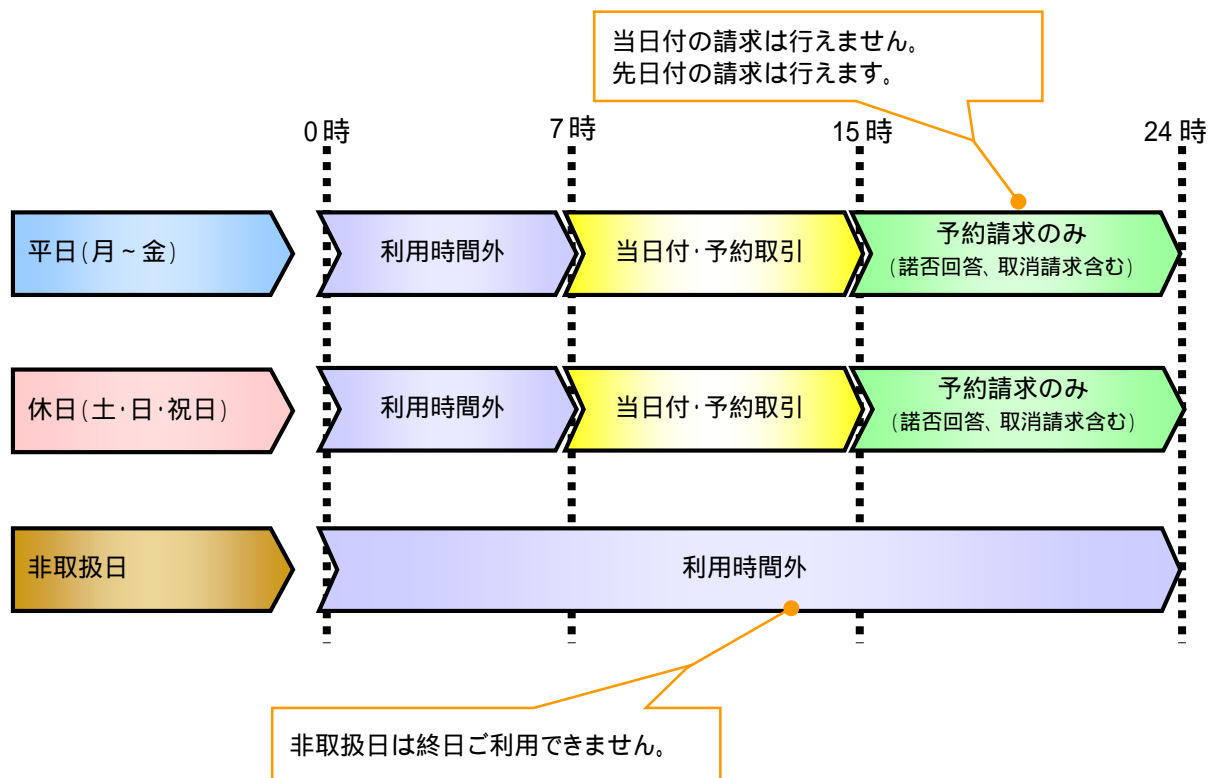 当日付の請求は行えません。
先日付の請求は行えます。
0時
7時
15時
24時
平日(月~金)
利用時間外
当日付・予約取引
予約請求のみ
(諾否回答、取消請求含む)
休日(土・日・祝日)
利用時間外
当日付・予約取引
予約請求のみ
(諾否回答、取消請求含む)
非取扱日
利用時間外
非取扱日は終日ご利用できません。